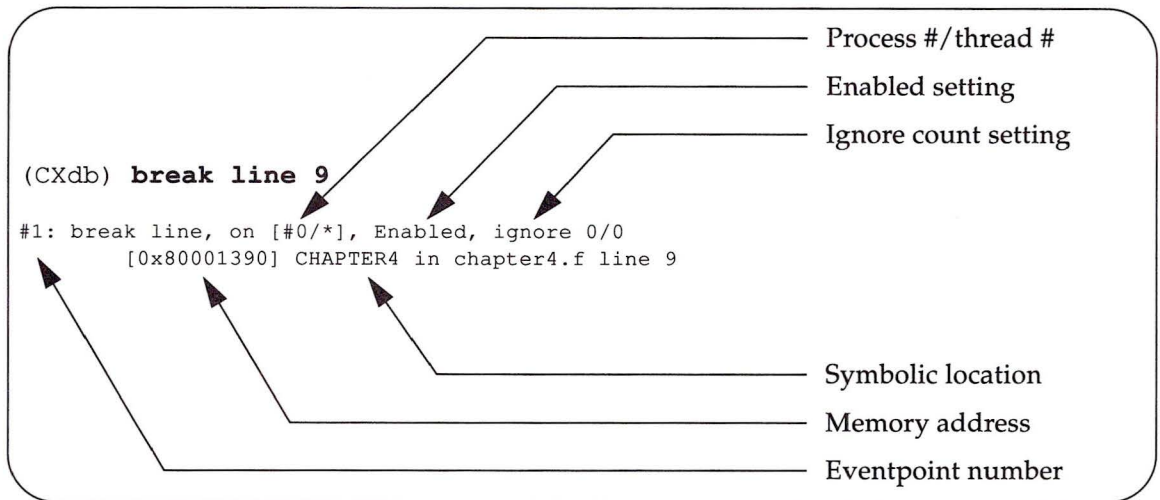 Process #/thread #
Enabled setting
Ignore count setting
(CXdb) break line 9
#1: break line, on [#0/*], Enabled, ignore 0/0
[0x80001390] CHAPTER4 in chapter4.f line 9
Symbolic location
Memory address
Eventpoint number